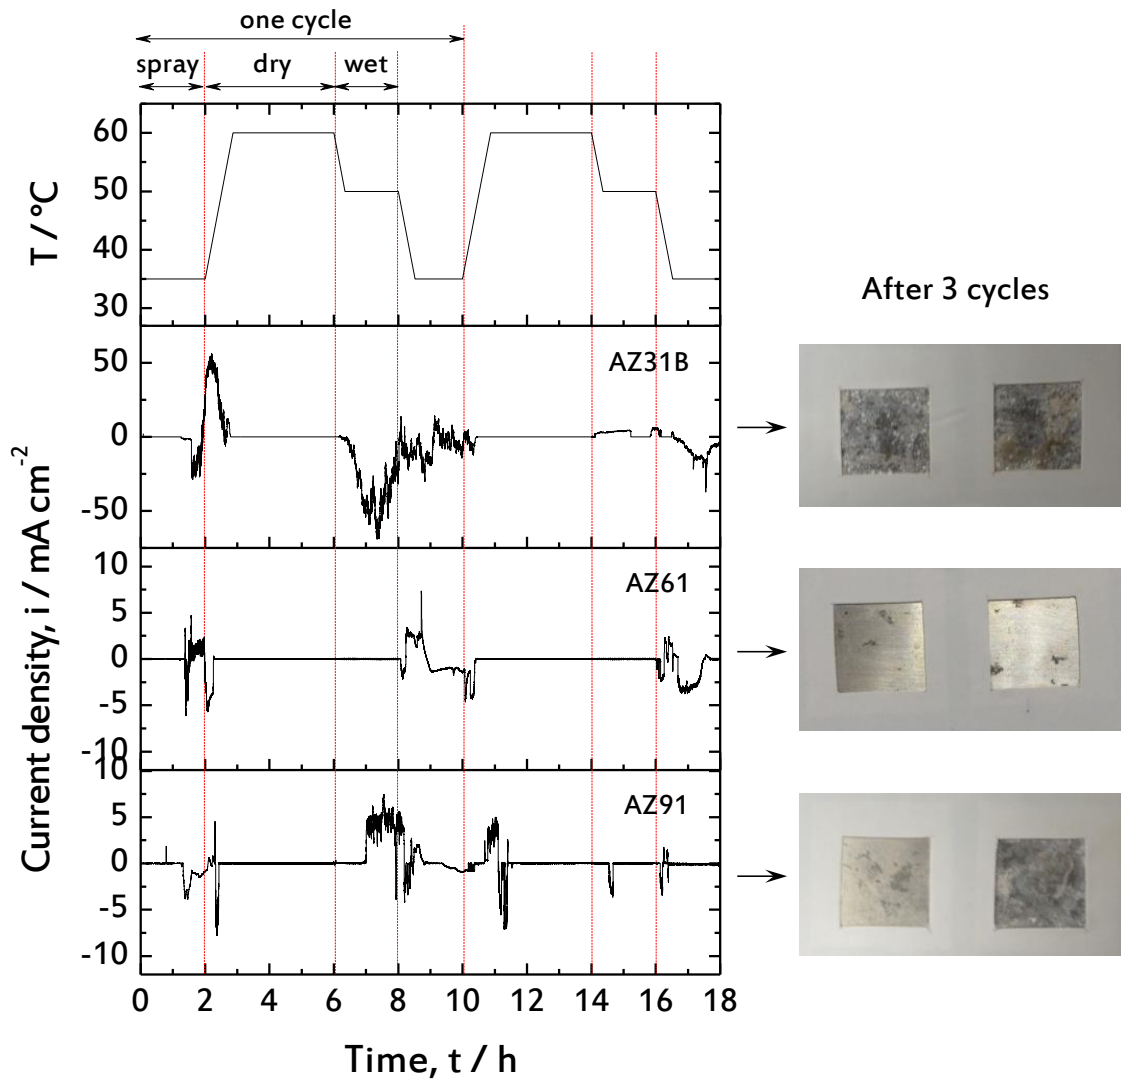 one cycle
spray dry wet
60
50
40
30
T / °C
After 3 cycles
AZ31B
50
0
-50
AZ61
10
5
0
-5
-10
AZ91
10
5
0
-5
-10
Current density, i / mA cm-2
0 2 4 6 8 10 12 14 16 18
Time, t / h